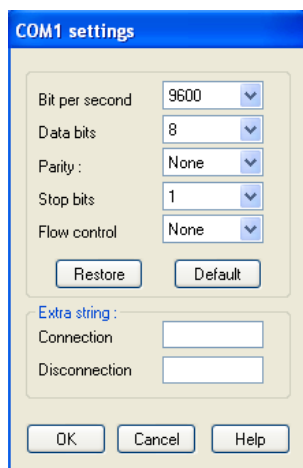 COM1 settings
Bit per second 9600
Data bits 8
Parity : None
Stop bits 1
Flow control None
Restore Default
Extra string :
Connection
Disconnection
OK Cancel Help